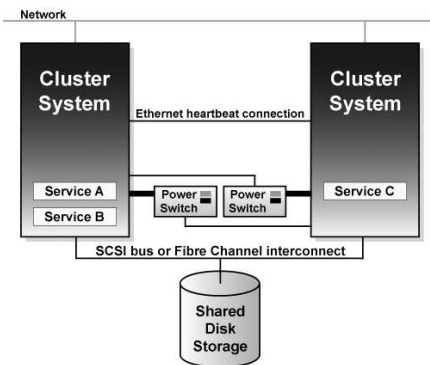 Network
Cluster
System
Cluster
System
Ethernet heartbeat connection
Service A
Service B
Power
Switch
Power
Switch
Service C
SCSI bus or Fibre Channel interconnect
Shared
Disk
Storage